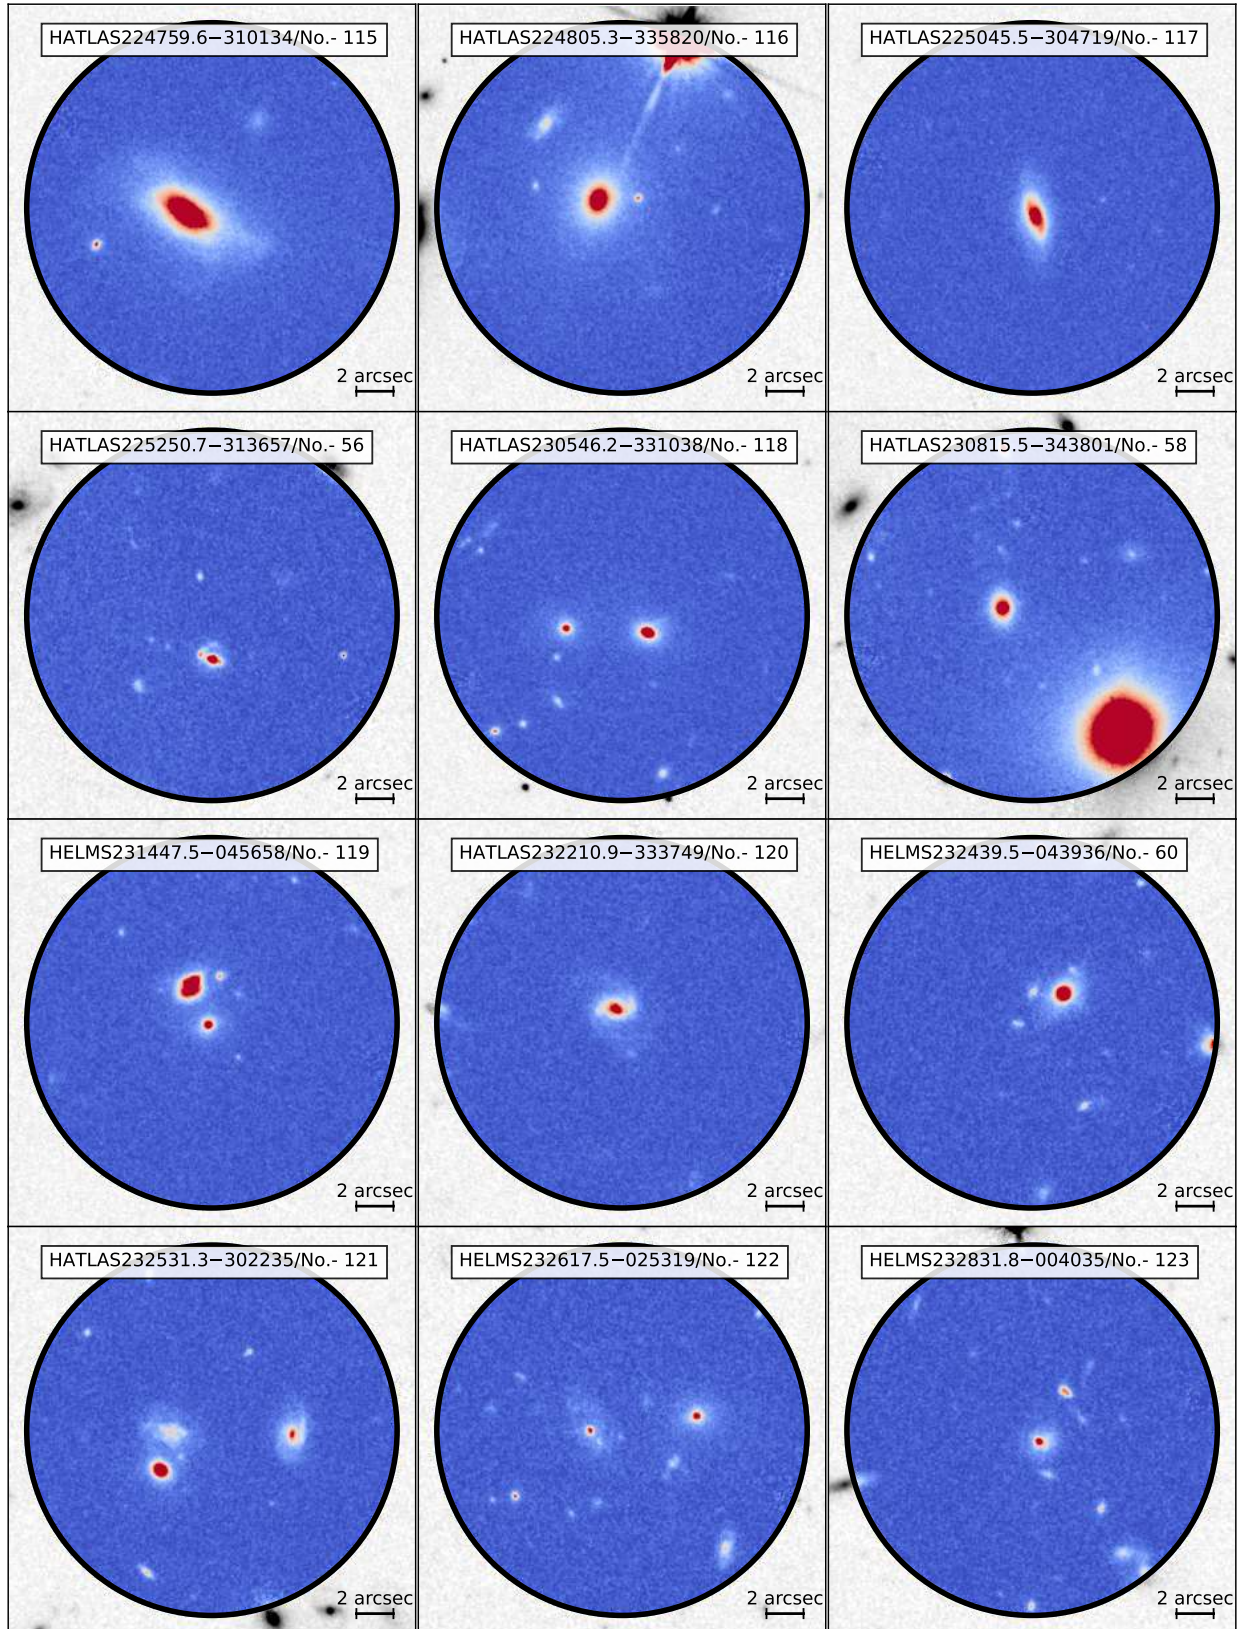 HATLAS224759.6−310134/No.- 115
2 arcsec
HATLAS224805.3−335820/No.- 116
2 arcsec
HATLAS225045.5−304719/No.- 117
2 arcsec
HATLAS225250.7−313657/No.- 56
2 arcsec
HATLAS230546.2−331038/No.- 118
2 arcsec
HATLAS230815.5−343801/No.- 58
2 arcsec
HELMS231447.5−045658/No.- 119
2 arcsec
HATLAS232210.9−333749/No.- 120
2 arcsec
HELMS232439.5−043936/No.- 60
2 arcsec
HATLAS232531.3−302235/No.- 121
2 arcsec
HELMS232617.5−025319/No.- 122
2 arcsec
HELMS232831.8−004035/No.- 123
2 arcsec